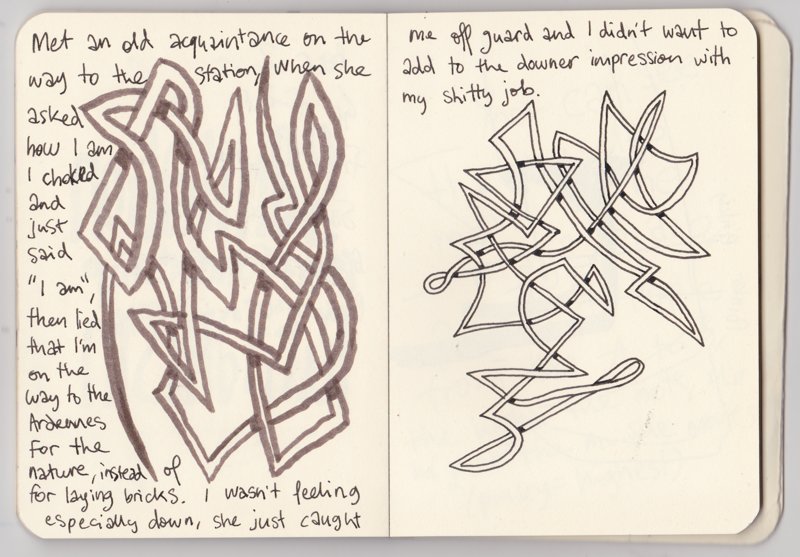 Met an old acquaintance on the
way to the station, when she
asked
how I am
I choked
and
just
said
"I am",
then lied
that I'm
on the
way to the
Ardennes
for the
nature, instead of
for laying bricks. I wasn't feeling
especially down, she just caught
me off guard and I didn't want to
add to the downer impression with
my shitty job.